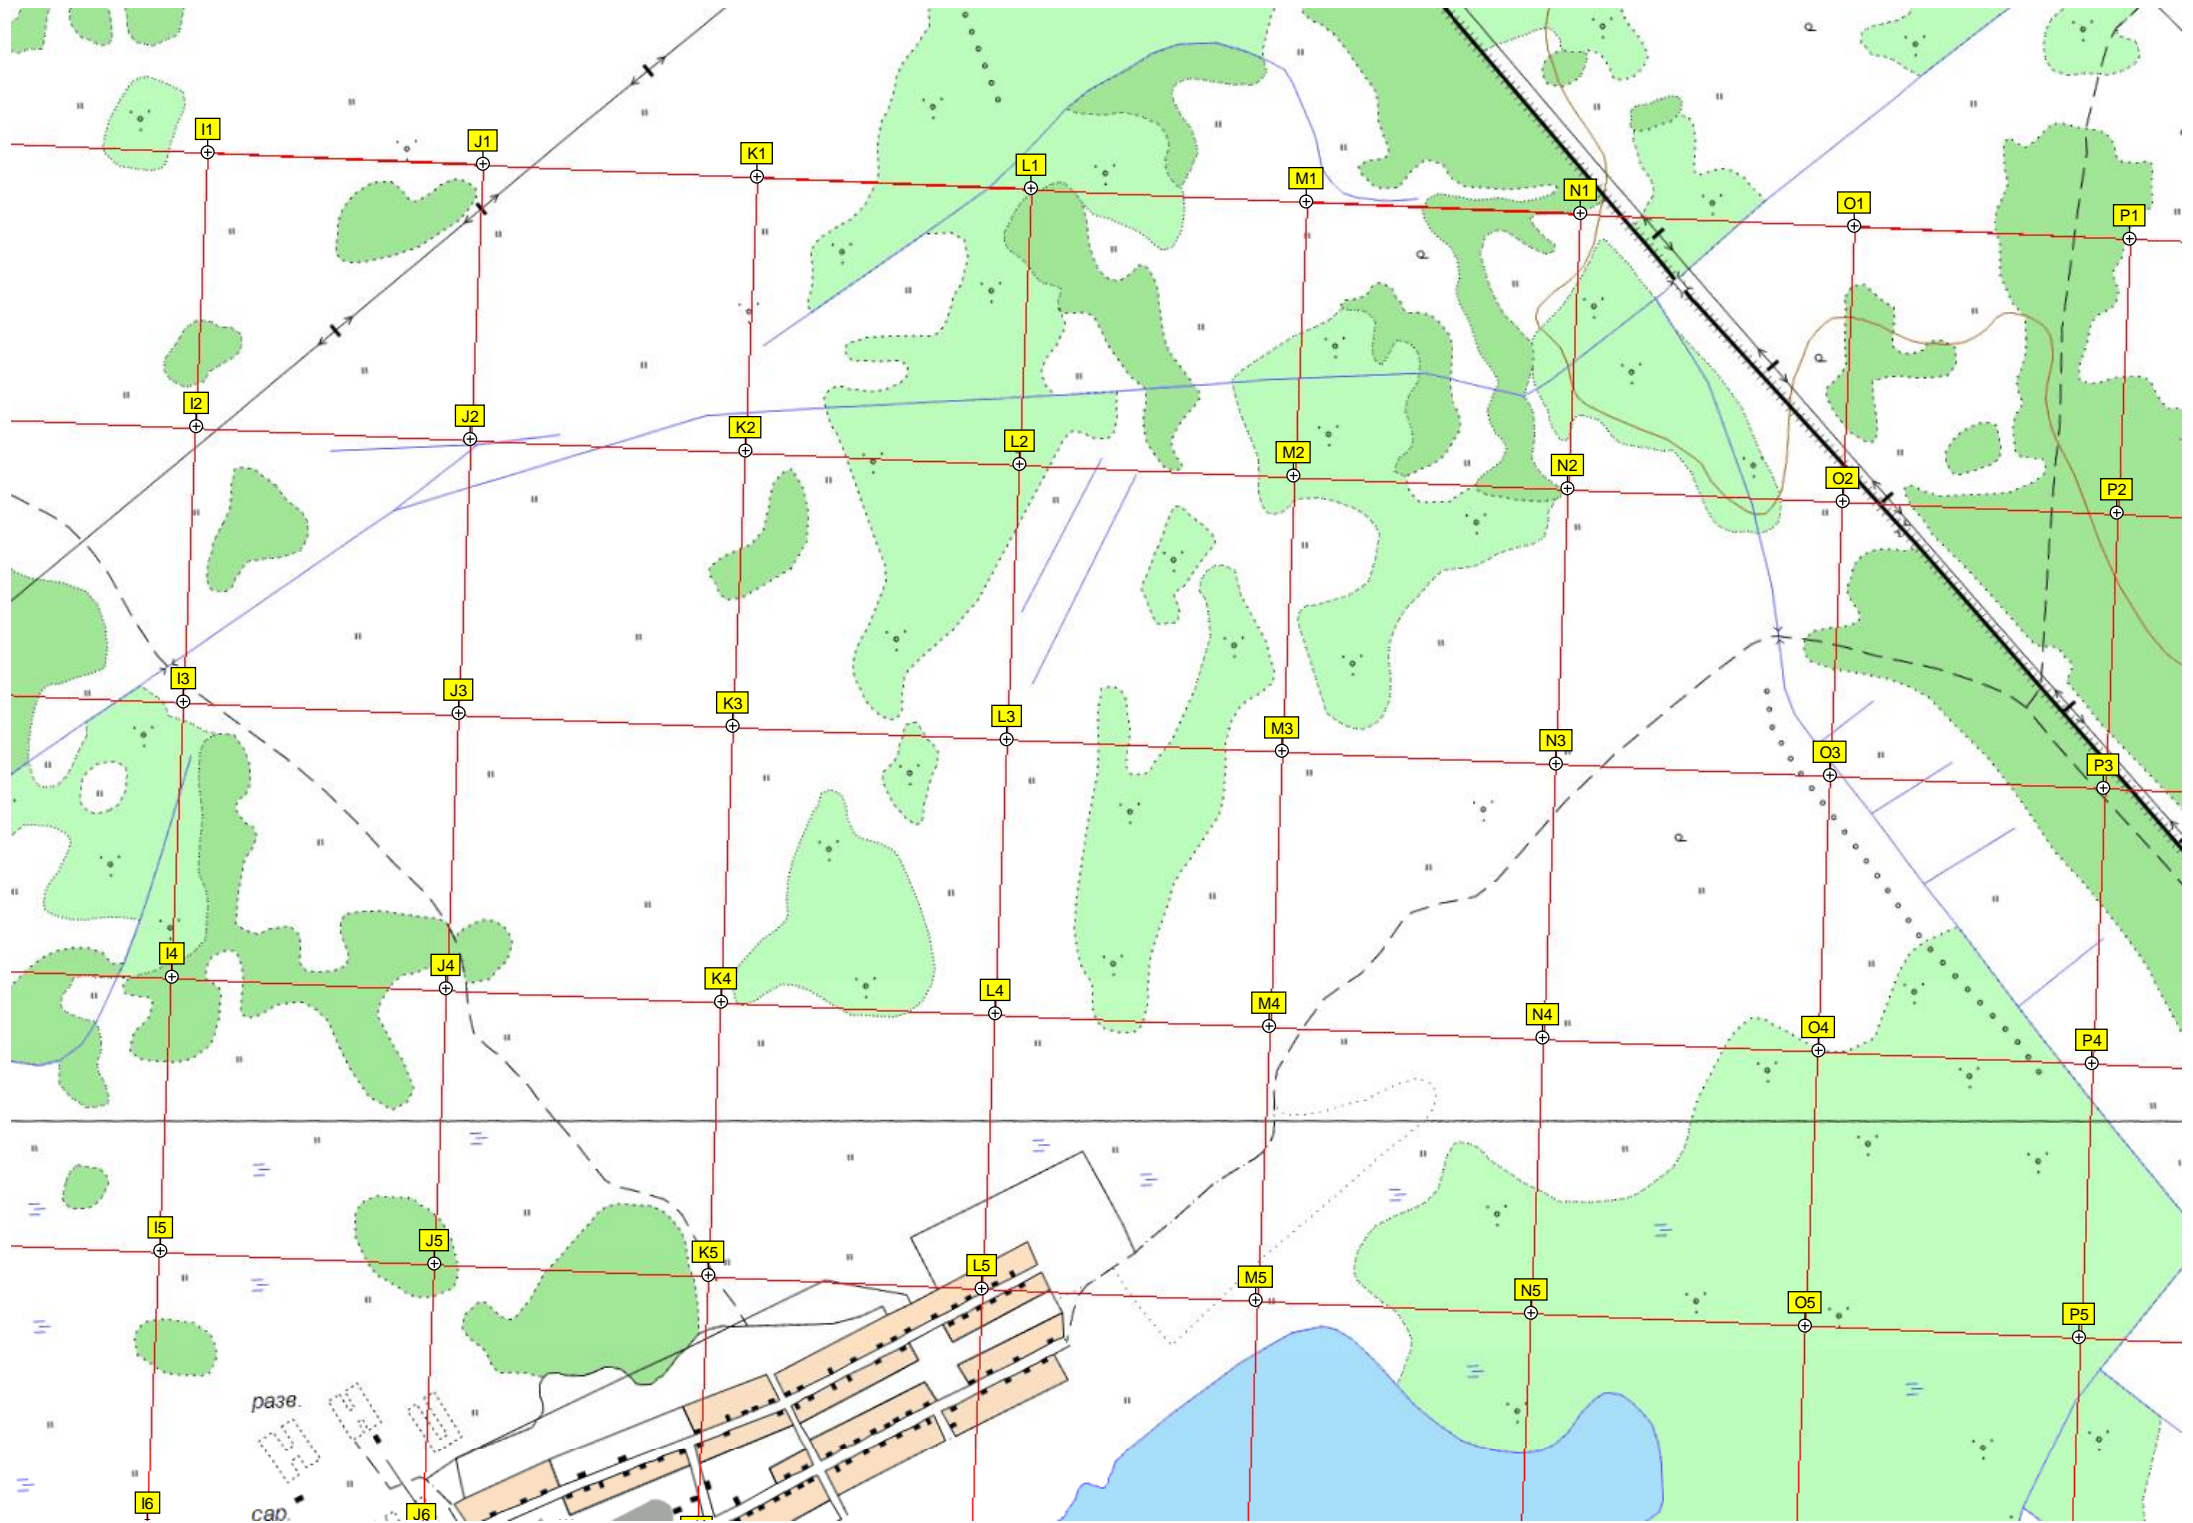 I1 J1 K1 L1 M1 N1 O1 P1
I2 J2 K2 L2 M2 N2 O2 P2
I3 J3 K3 L3 M3 N3 O3 P3
I4 J4 K4 L4 M4 N4 O4 P4
I5 J5 K5 L5 M5 N5 O5 P5
разв.
I6 J6
сар.